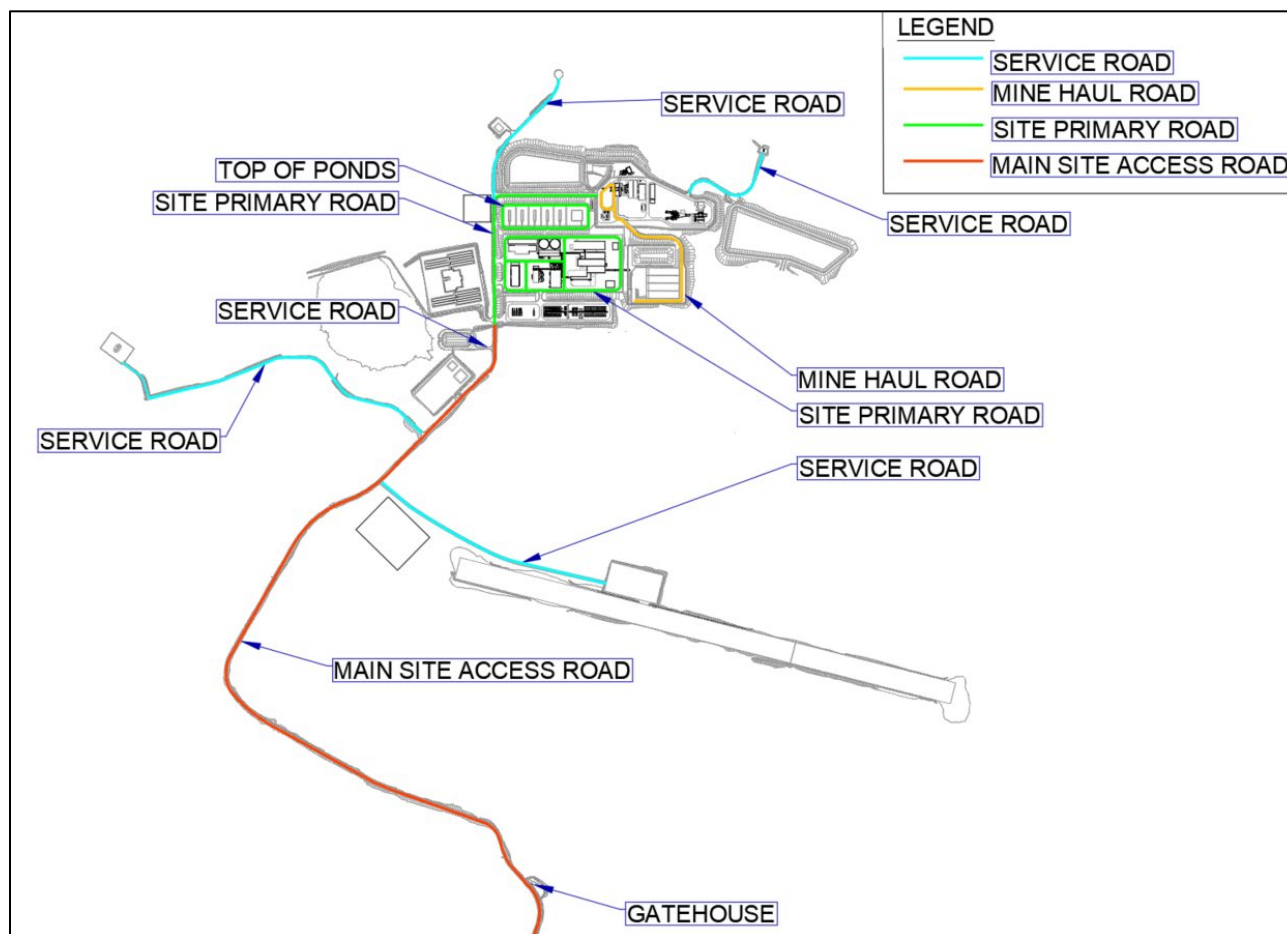 LEGEND
SERVICE ROAD
MINE HAUL ROAD
SITE PRIMARY ROAD
MAIN SITE ACCESS ROAD
SERVICE ROAD
TOP OF PONDS
SITE PRIMARY ROAD
SERVICE ROAD
SERVICE ROAD
MINE HAUL ROAD
SITE PRIMARY ROAD
SERVICE ROAD
SERVICE ROAD
MAIN SITE ACCESS ROAD
GATEHOUSE